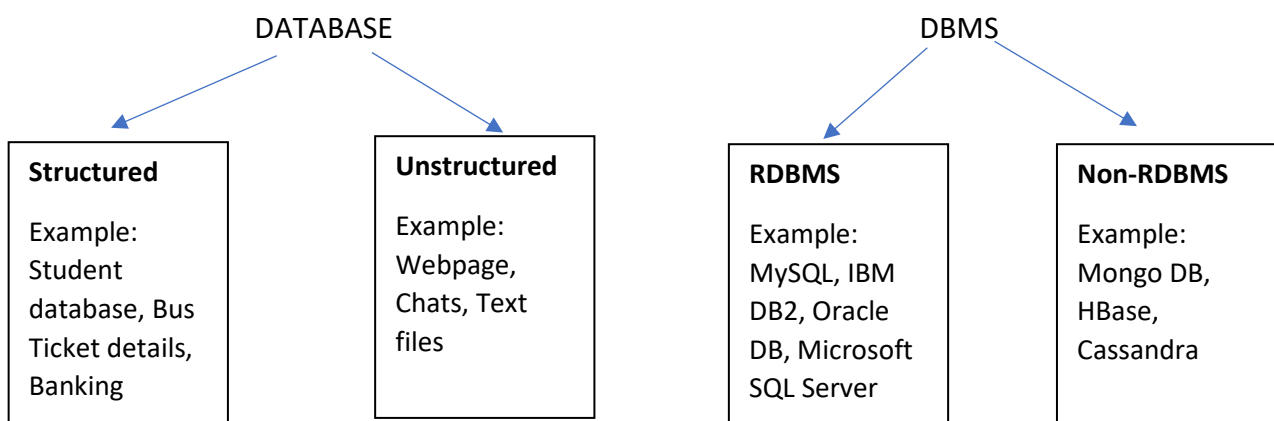 DATABASE
DBMS
Structured
Example:
Student
database, Bus
Ticket details,
Banking
Unstructured
Example:
Webpage,
Chats, Text
files
RDBMS
Example:
MySQL, IBM
DB2, Oracle
DB, Microsoft
SQL Server
Non-RDBMS
Example:
Mongo DB,
HBase,
Cassandra